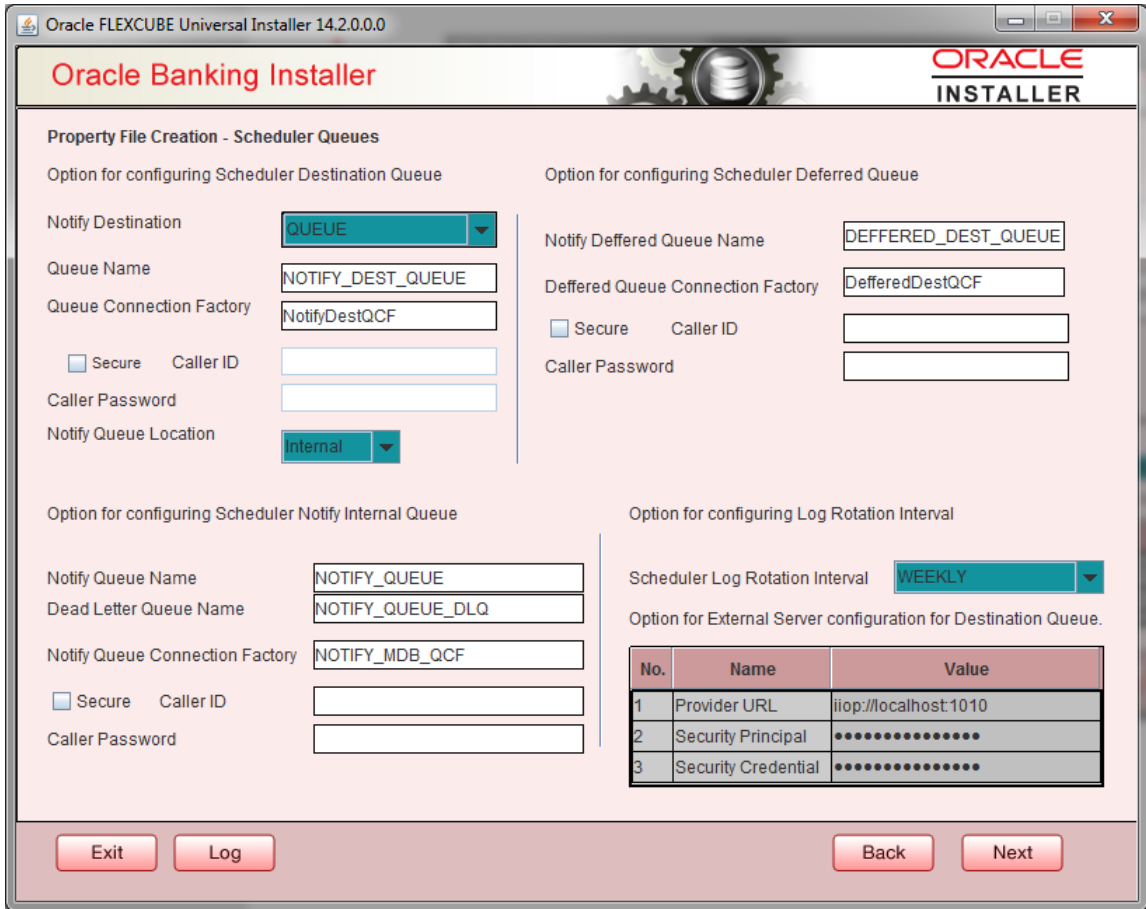 Oracle FLEXCUBE Universal Installer 14.2.0.0.0
Oracle Banking Installer
ORACLE
INSTALLER
Property File Creation - Scheduler Queues
Option for configuring Scheduler Destination Queue
Notify Destination QUEUE
Queue Name NOTIFY_DEST_QUEUE
Queue Connection Factory NotifyDestQCF
Secure Caller ID
Caller Password
Notify Queue Location Internal
Option for configuring Scheduler Deferred Queue
Notify Deffered Queue Name DEFFERED_DEST_QUEUE
Deffered Queue Connection Factory DefferedDestQCF
Secure Caller ID
Caller Password
Option for configuring Scheduler Notify Internal Queue
Notify Queue Name NOTIFY_QUEUE
Dead Letter Queue Name NOTIFY_QUEUE_DLQ
Notify Queue Connection Factory NOTIFY_MDB_QCF
Secure Caller ID
Caller Password
Option for configuring Log Rotation Interval
Scheduler Log Rotation Interval WEEKLY
Option for External Server configuration for Destination Queue.
No. Name Value
1 Provider URL iiop://localhost:1010
2 Security Principal •••••••••••••••
3 Security Credential •••••••••••••••
Exit Log Back Next